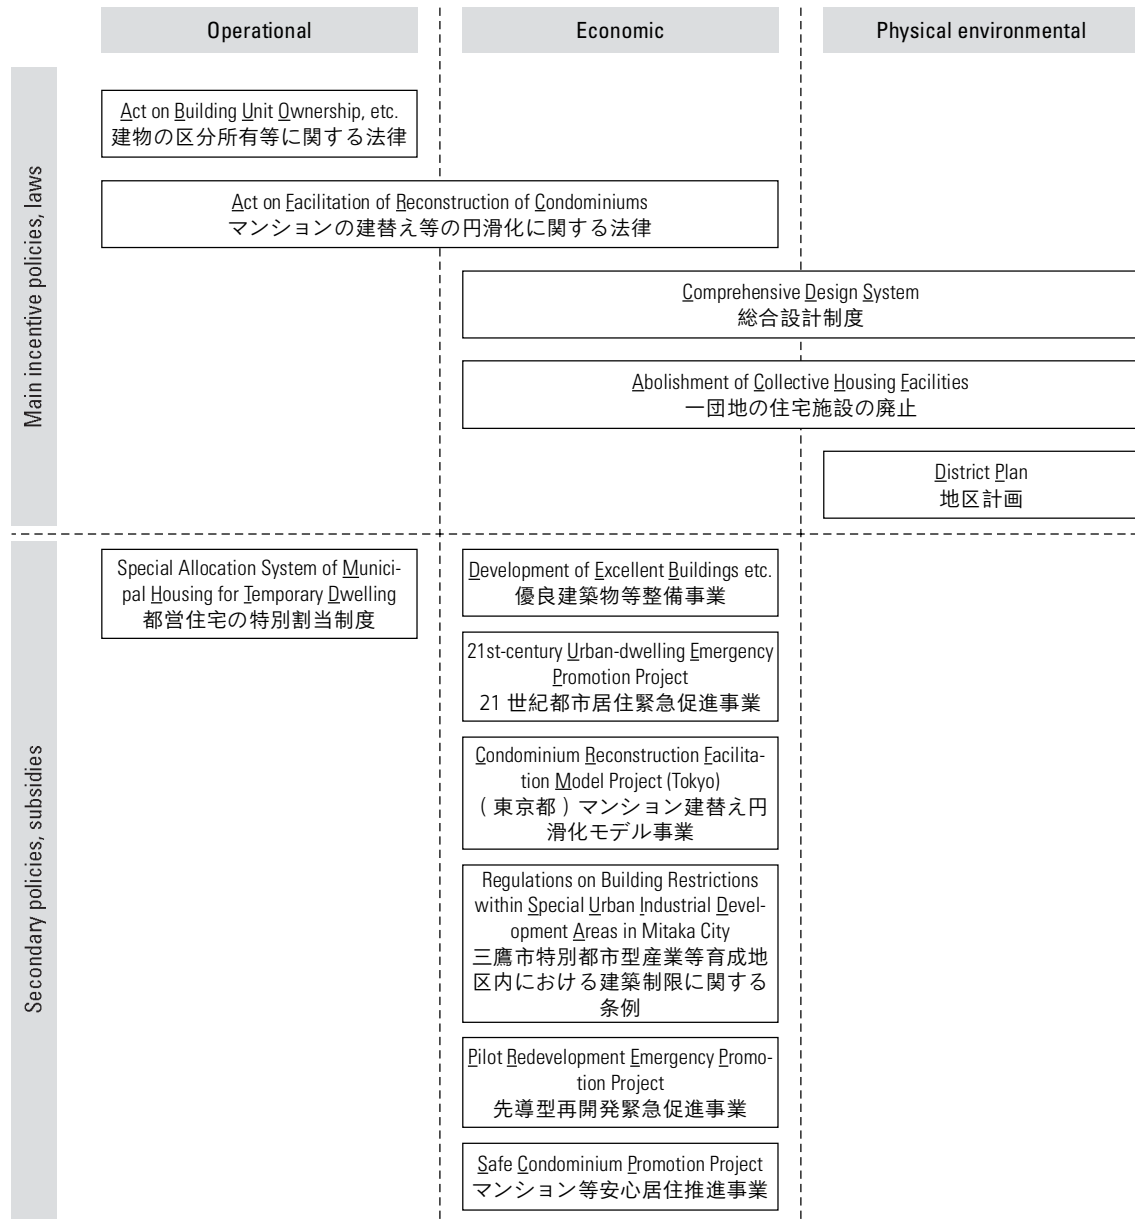 Operational
Economic
Physical environmental
Main incentive policies, laws
Act on Building Unit Ownership, etc.
建物の区分所有等に関する法律
Act on Facilitation of Reconstruction of Condominiums
マンションの建替え等の円滑化に関する法律
Comprehensive Design System
総合設計制度
Abolishment of Collective Housing Facilities
一団地の住宅施設の廃止
District Plan
地区計画
Secondary policies, subsidies
Special Allocation System of Munici-
pal Housing for Temporary Dwelling
都営住宅の特別割当制度
Development of Excellent Buildings etc.
優良建築物等整備事業
21st-century Urban-dwelling Emergency
Promotion Project
21 世紀都市居住緊急促進事業
Condominium Reconstruction Facilita-
tion Model Project (Tokyo)
( 東京都 ) マンション建替え円
滑化モデル事業
Regulations on Building Restrictions
within Special Urban Industrial Devel-
opment Areas in Mitaka City
三鷹市特別都市型産業等育成地
区内における建築制限に関する
条例
Pilot Redevelopment Emergency Promo-
tion Project
先導型再開発緊急促進事業
Safe Condominium Promotion Project
マンション等安心居住推進事業